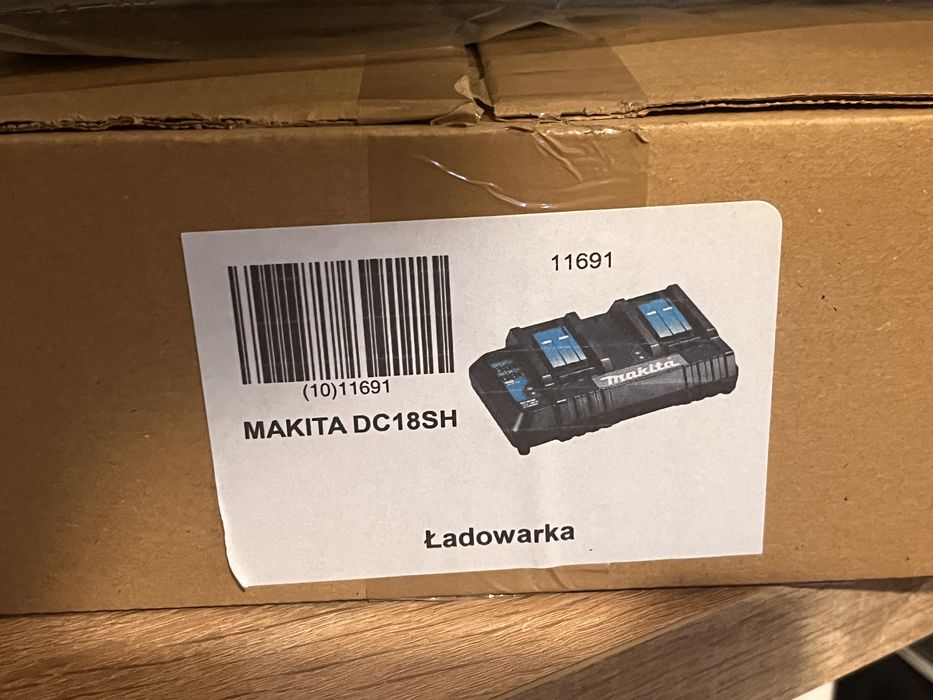 11691
(10)11691
MAKITA DC18SH
makita
Ładowarka